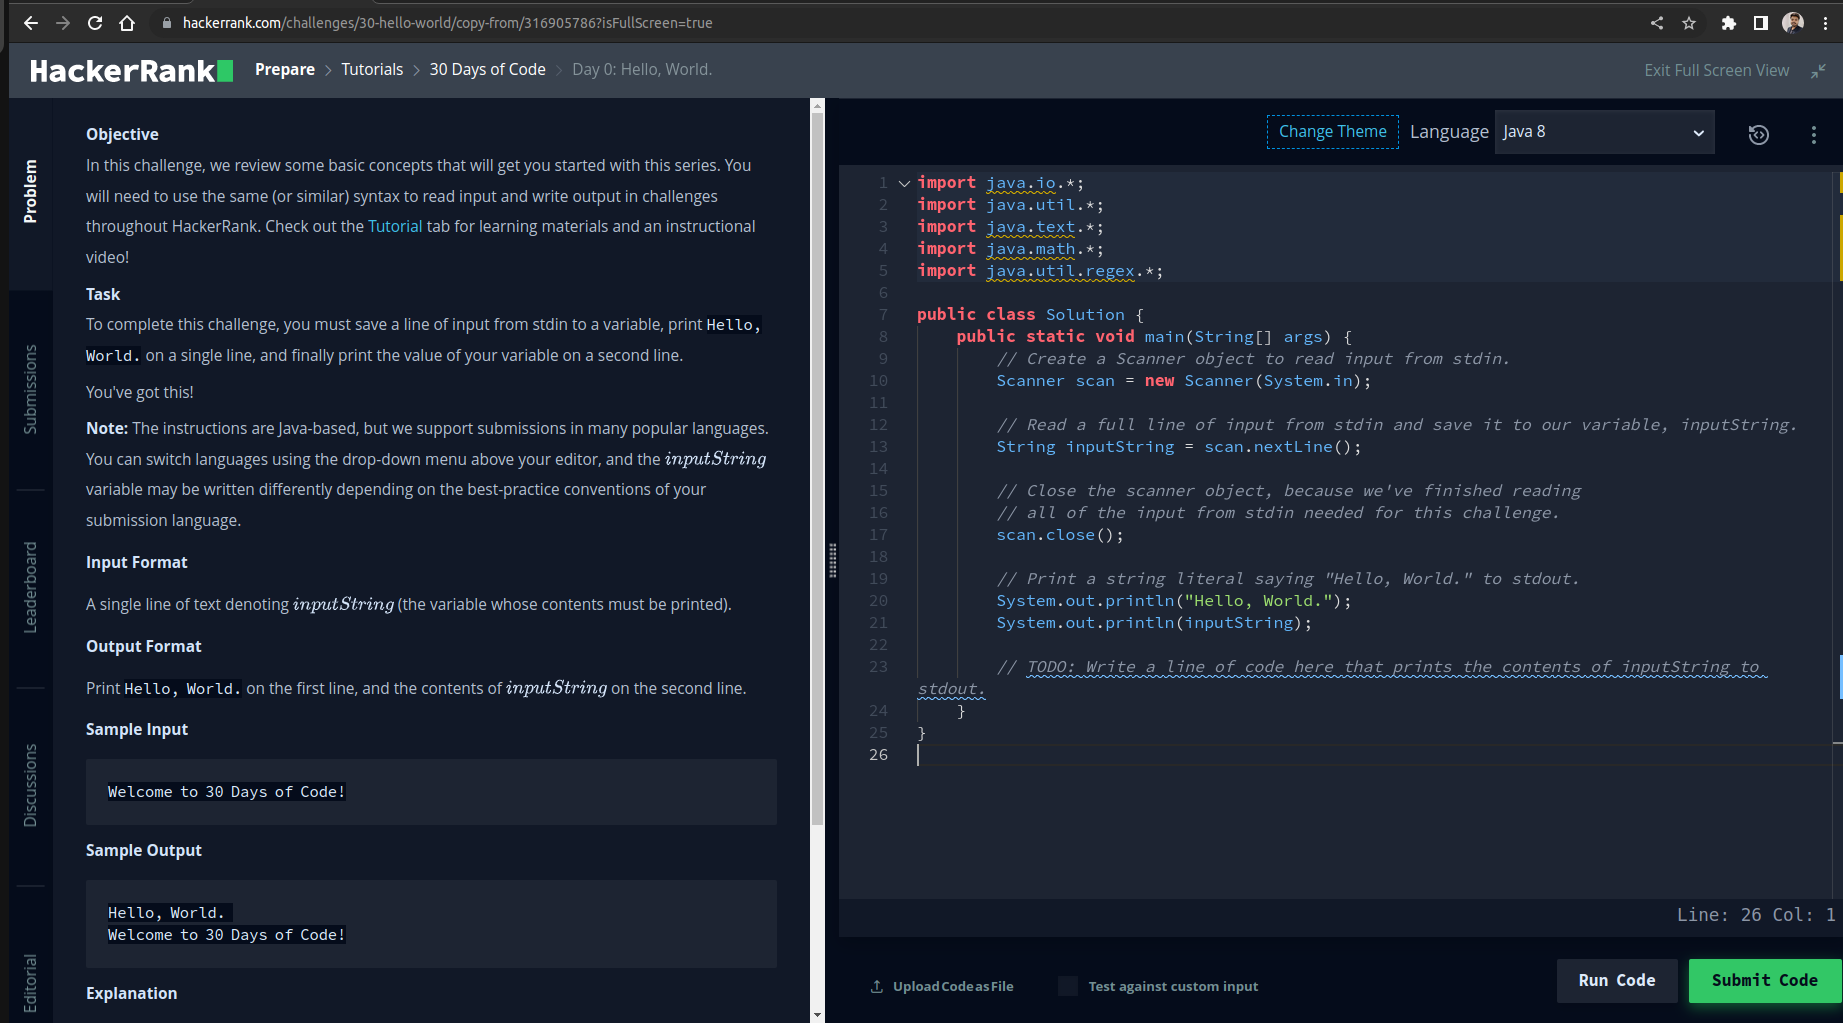 hackerrank.com/challenges/30-hello-world/copy-from/316905786?isFullScreen=true
HackerRank
Prepare > Tutorials > 30 Days of Code > Day 0: Hello, World.
Exit Full Screen View
Problem
Submissions
Leaderboard
Discussions
Editorial
Objective
In this challenge, we review some basic concepts that will get you started with this series. You
will need to use the same (or similar) syntax to read input and write output in challenges
throughout HackerRank. Check out the Tutorial tab for learning materials and an instructional
video!
Task
To complete this challenge, you must save a line of input from stdin to a variable, print Hello,
World. on a single line, and finally print the value of your variable on a second line.
You've got this!
Note: The instructions are Java-based, but we support submissions in many popular languages.
You can switch languages using the drop-down menu above your editor, and the inputString
variable may be written differently depending on the best-practice conventions of your
submission language.
Input Format
A single line of text denoting inputString (the variable whose contents must be printed).
Output Format
Print Hello, World. on the first line, and the contents of inputString on the second line.
Sample Input
Welcome to 30 Days of Code!
Sample Output
Hello, World.
Welcome to 30 Days of Code!
Explanation
Change Theme Language Java 8
1 import java.io.*;
2 import java.util.*;
3 import java.text.*;
4 import java.math.*;
5 import java.util.regex.*;
6
7 public class Solution {
8 public static void main(String[] args) {
9 // Create a Scanner object to read input from stdin.
10 Scanner scan = new Scanner(System.in);
11
12 // Read a full line of input from stdin and save it to our variable, inputString.
13 String inputString = scan.nextLine();
14
15 // Close the scanner object, because we've finished reading
16 // all of the input from stdin needed for this challenge.
17 scan.close();
18
19 // Print a string literal saying "Hello, World." to stdout.
20 System.out.println("Hello, World.");
21 System.out.println(inputString);
22
23 // TODO: Write a line of code here that prints the contents of inputString to
stdout.
24 }
25 }
26
Line: 26 Col: 1
Upload Code as File
Test against custom input
Run Code
Submit Code